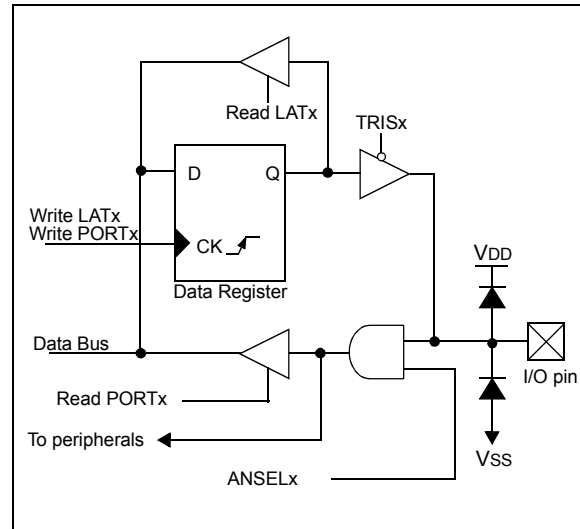 Read LATx
TRISx
D
Q
Write LATx
Write PORTx
CK
Data Register
VDD
Data Bus
I/O pin
Read PORTx
To peripherals
VSS
ANSELx